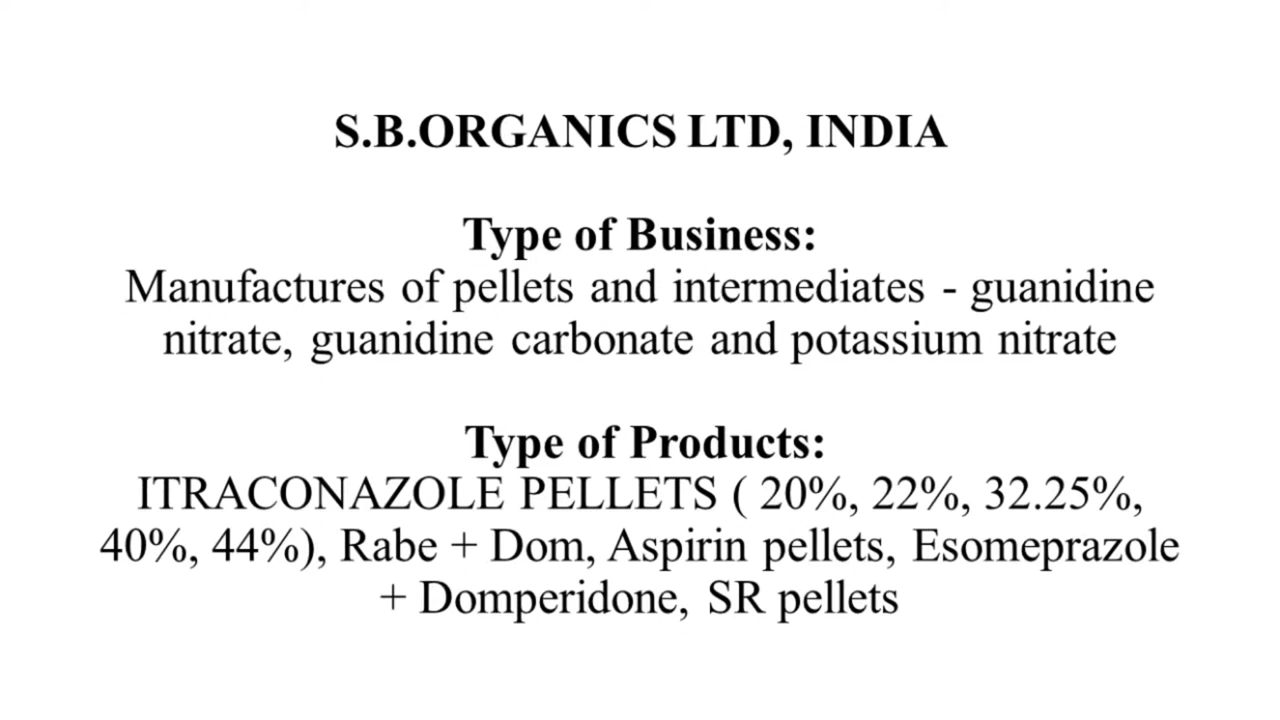 S.B.ORGANICS LTD, INDIA
Type of Business:
Manufactures of pellets and intermediates - guanidine
nitrate, guanidine carbonate and potassium nitrate
Type of Products:
ITRACONAZOLE PELLETS ( 20%, 22%, 32.25%,
40%, 44%), Rabe + Dom, Aspirin pellets, Esomeprazole
+ Domperidone, SR pellets